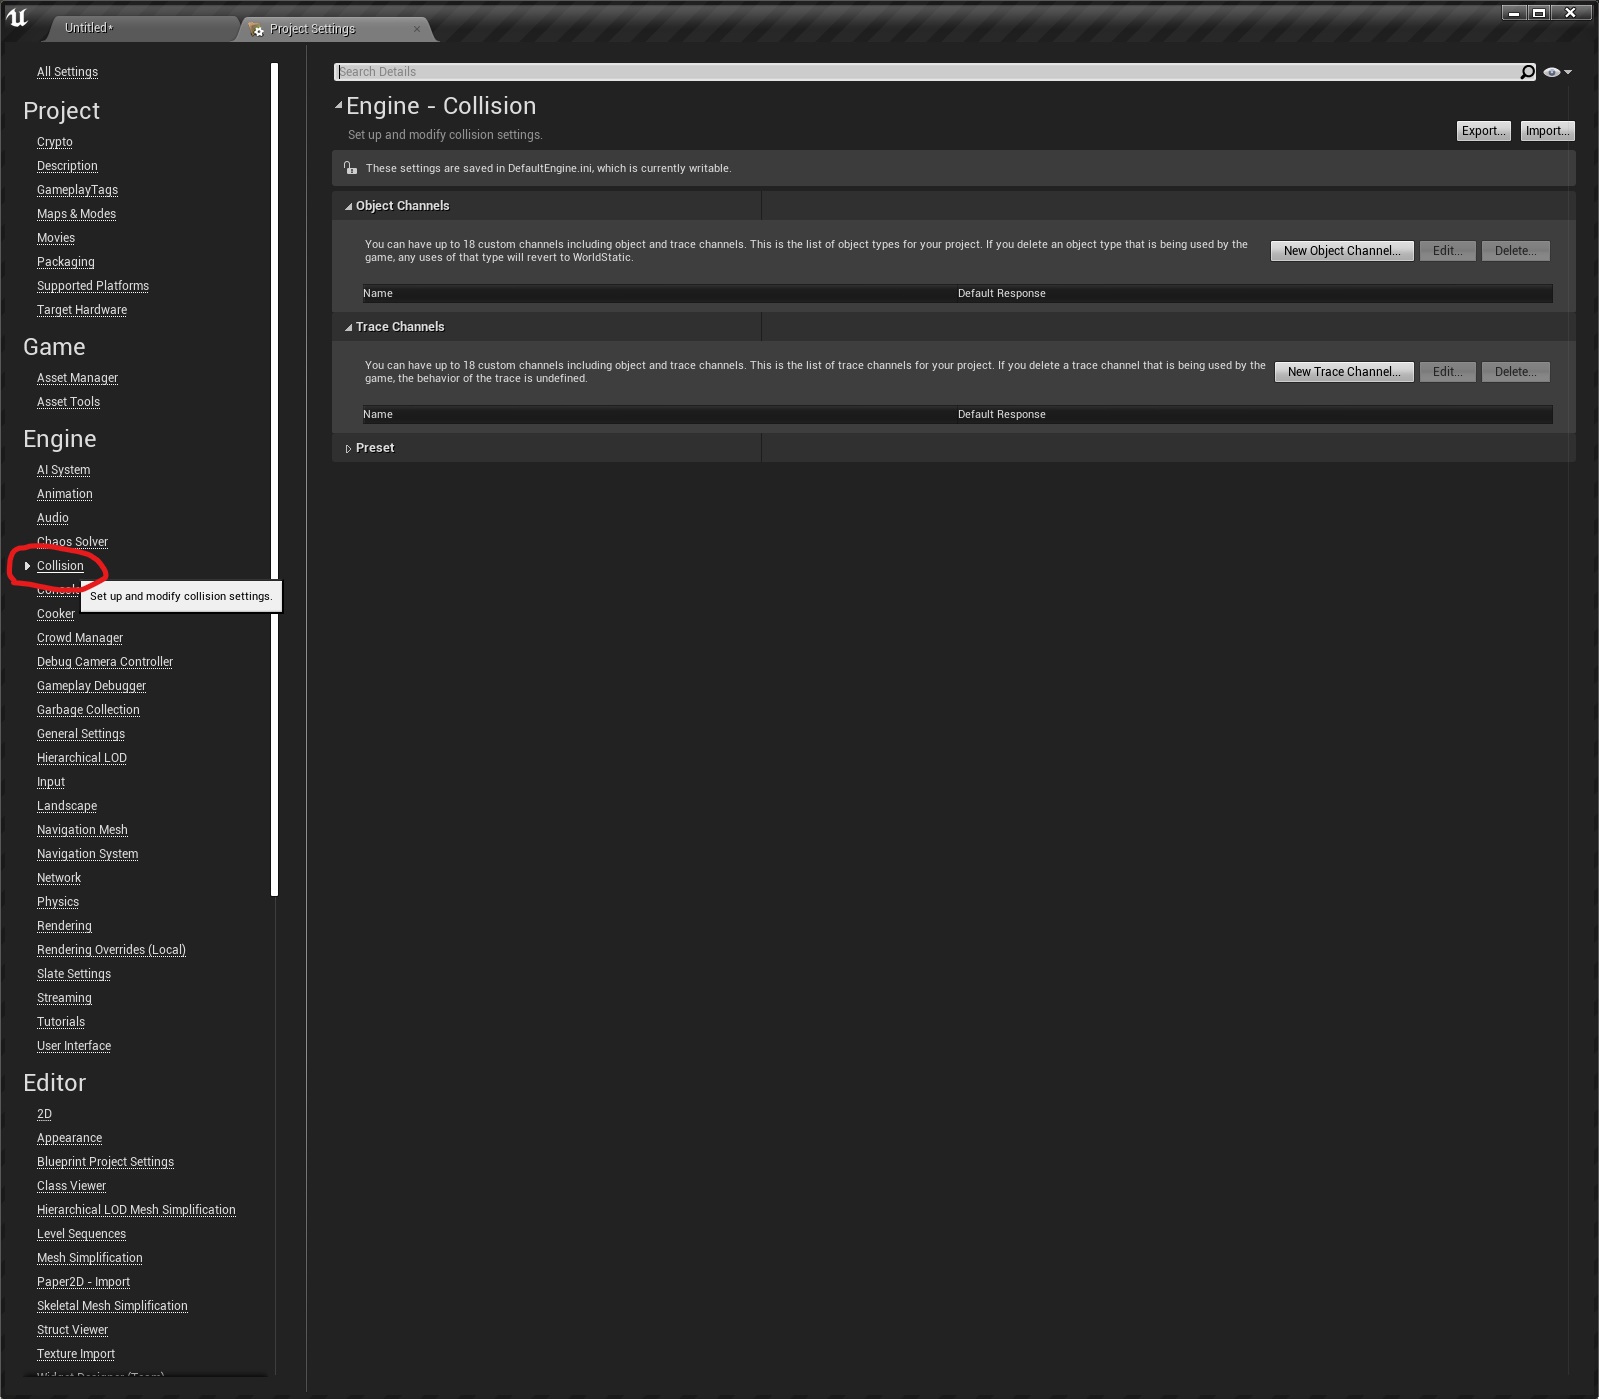 Untitled*
Project Settings
All Settings
Project
Crypto
Description
GameplayTags
Maps & Modes
Movies
Packaging
Supported Platforms
Target Hardware
Game
Asset Manager
Asset Tools
Engine
AI System
Animation
Audio
Chaos Solver
Collision
Set up and modify collision settings.
Cooker
Crowd Manager
Debug Camera Controller
Gameplay Debugger
Garbage Collection
General Settings
Hierarchical LOD
Input
Landscape
Navigation Mesh
Navigation System
Network
Physics
Rendering
Rendering Overrides (Local)
Slate Settings
Streaming
Tutorials
User Interface
Editor
2D
Appearance
Blueprint Project Settings
Class Viewer
Hierarchical LOD Mesh Simplification
Level Sequences
Mesh Simplification
Paper2D - Import
Skeletal Mesh Simplification
Struct Viewer
Texture Import
Search Details
Engine - Collision
Set up and modify collision settings.
Export...
Import...
These settings are saved in DefaultEngine.ini, which is currently writable.
Object Channels
You can have up to 18 custom channels including object and trace channels. This is the list of object types for your project. If you delete an object type that is being used by the
game, any uses of that type will revert to WorldStatic.
New Object Channel...
Edit...
Delete...
Name
Default Response
Trace Channels
You can have up to 18 custom channels including object and trace channels. This is the list of trace channels for your project. If you delete a trace channel that is being used by the
game, the behavior of the trace is undefined.
New Trace Channel...
Edit...
Delete...
Name
Default Response
Preset